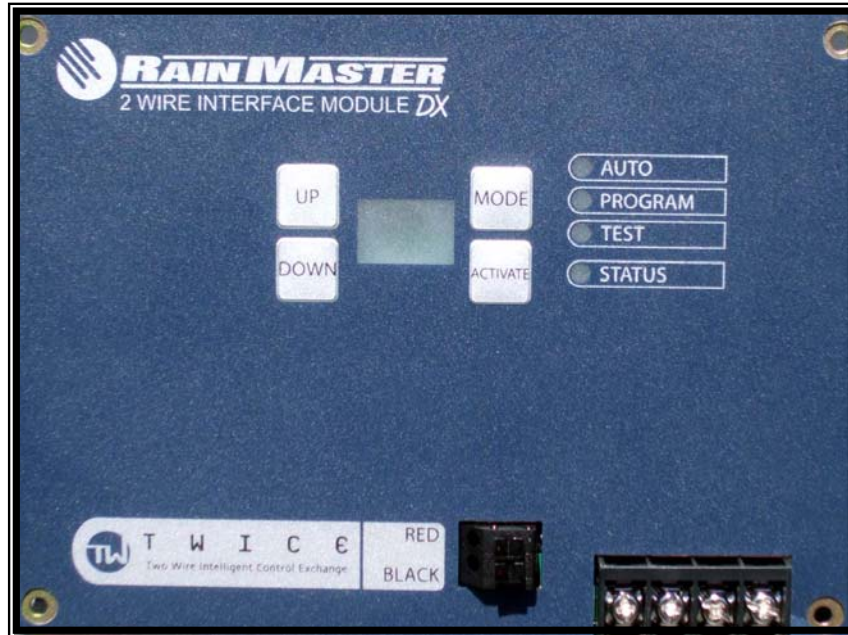 RAIN MASTER
2 WIRE INTERFACE MODULE DX
UP
MODE
DOWN
ACTIVATE
AUTO
PROGRAM
TEST
STATUS
TW
T W I C E
Two Wire Intelligent Control Exchange
RED
BLACK